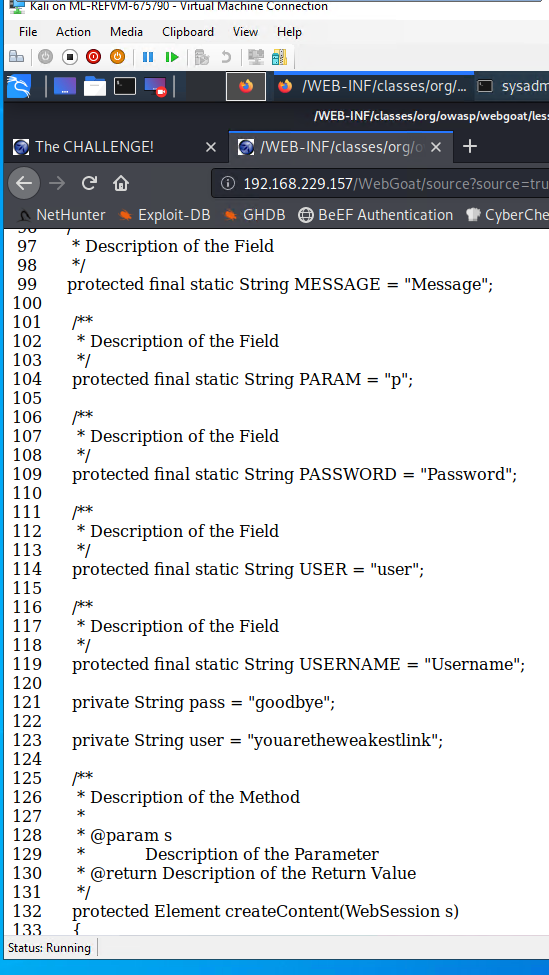 Kali on ML-REFVM-675790 - Virtual Machine Connection
File Action Media Clipboard View Help
/WEB-INF/classes/org/... sysadm
/WEB-INF/classes/org/owasp/webgoat/les
The CHALLENGE! × /WEB-INF/classes/org/o × +
192.168.229.157/WebGoat/source?source=tru
NetHunter Exploit-DB GHDB BeEF Authentication CyberChe
96 /
97 * Description of the Field
98 */
99 protected final static String MESSAGE = "Message";
100
101 /**
102 * Description of the Field
103 */
104 protected final static String PARAM = "p";
105
106 /**
107 * Description of the Field
108 */
109 protected final static String PASSWORD = "Password";
110
111 /**
112 * Description of the Field
113 */
114 protected final static String USER = "user";
115
116 /**
117 * Description of the Field
118 */
119 protected final static String USERNAME = "Username";
120
121 private String pass = "goodbye";
122
123 private String user = "youaretheweakestlink";
124
125 /**
126 * Description of the Method
127 *
128 * @param s
129 * Description of the Parameter
130 * @return Description of the Return Value
131 */
132 protected Element createContent(WebSession s)
133 {
Status: Running